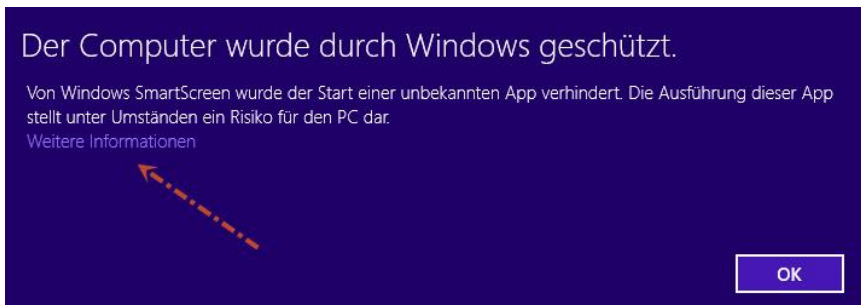 Der Computer wurde durch Windows geschützt.
Von Windows SmartScreen wurde der Start einer unbekannten App verhindert. Die Ausführung dieser App
stellt unter Umständen ein Risiko für den PC dar.
Weitere Informationen
OK